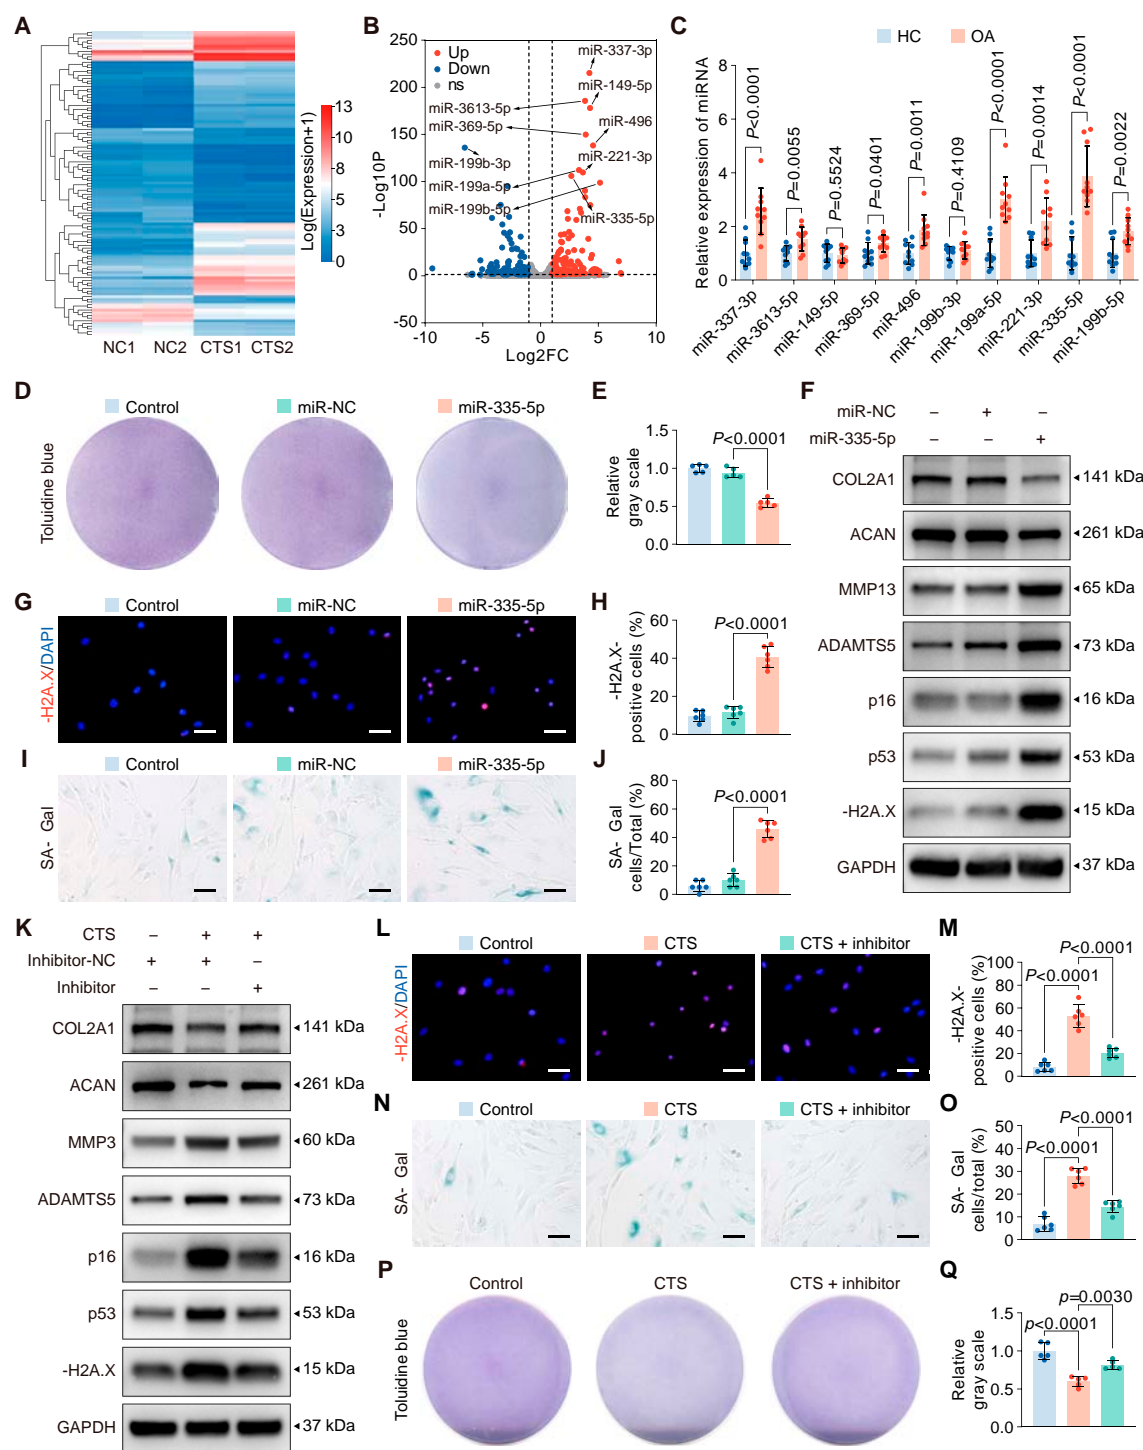 A
NC1 NC2 CTS1 CTS2
13
10
8
5
3
0
Log(Expression+1)
B
Up
Down
ns
250
200
150
100
50
0
-50
-Log10P
-10 -5 0 5 10
Log2FC
miR-337-3p
miR-149-5p
miR-3613-5p
miR-369-5p
miR-496
miR-199b-3p
miR-221-3p
miR-199a-5p
miR-199b-5p
miR-335-5p
C
HC OA
Relative expression of miRNA
8
6
4
2
0
P<0.0001
P=0.0055
P=0.5524
P=0.0401
P=0.0011
P=0.4109
P<0.0001
P=0.0014
P<0.0001
P=0.0022
miR-337-3p
miR-3613-5p
miR-149-5p
miR-369-5p
miR-496
miR-199b-3p
miR-199a-5p
miR-221-3p
miR-335-5p
miR-199b-5p
D
Control miR-NC miR-335-5p
Toluidine blue
E
Relative
gray scale
1.5
1.0
0.5
0.0
P<0.0001
F
miR-NC – + –
miR-335-5p – – +
COL2A1 141 kDa
ACAN 261 kDa
MMP13 65 kDa
ADAMTS5 73 kDa
p16 16 kDa
p53 53 kDa
-H2A.X 15 kDa
GAPDH 37 kDa
G
Control miR-NC miR-335-5p
-H2A.X/DAPI
H
-H2A.X-
positive cells (%)
60
40
20
0
P<0.0001
I
Control miR-NC miR-335-5p
SA- Gal
J
SA- Gal
cells/Total (%)
80
60
40
20
0
P<0.0001
K
CTS – + +
Inhibitor-NC + + –
Inhibitor – – +
COL2A1 141 kDa
ACAN 261 kDa
MMP3 60 kDa
ADAMTS5 73 kDa
p16 16 kDa
p53 53 kDa
-H2A.X 15 kDa
GAPDH 37 kDa
L
Control CTS CTS + inhibitor
-H2A.X/DAPI
M
-H2A.X-
positive cells (%)
100
80
60
40
20
0
P<0.0001
P<0.0001
N
Control CTS CTS + inhibitor
SA- Gal
O
SA- Gal
cells/total (%)
50
40
30
20
10
0
P<0.0001
P<0.0001
P
Control CTS CTS + inhibitor
Toluidine blue
Q
Relative
gray scale
1.5
1.0
0.5
0.0
p=0.0030
p<0.0001